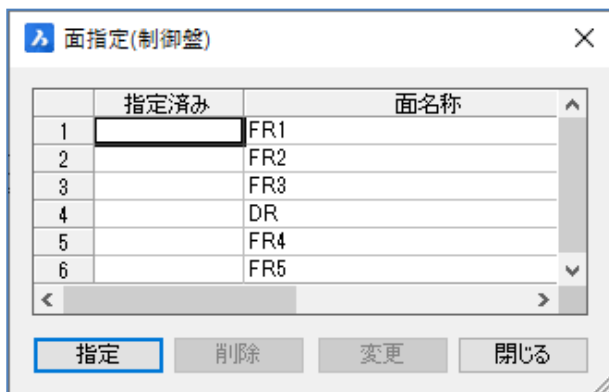 面指定(制御盤)
指定済み 面名称
1 FR1
2 FR2
3 FR3
4 DR
5 FR4
6 FR5
指定 削除 変更 閉じる